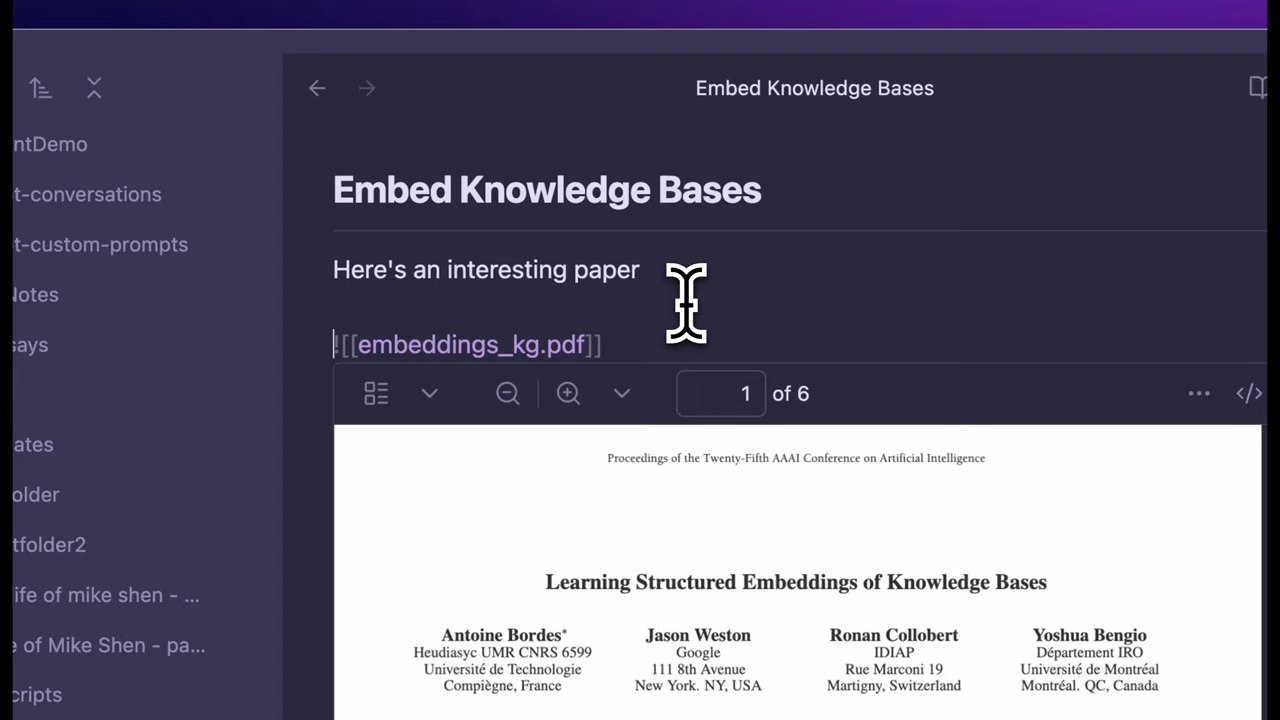 Embed Knowledge Bases
ntDemo
t-conversations
t-custom-prompts
Notes
says
ates
older
tfolder2
ife of mike shen - ...
e of Mike Shen - pa...
cripts
Embed Knowledge Bases
Here's an interesting paper
![[embeddings_kg.pdf]]
1 of 6
Proceedings of the Twenty-Fifth AAAI Conference on Artificial Intelligence
Learning Structured Embeddings of Knowledge Bases
Antoine Bordes*
Heudiasyc UMR CNRS 6599
Université de Technologie
Compiègne, France
Jason Weston
Google
111 8th Avenue
New York. NY, USA
Ronan Collobert
IDIAP
Rue Marconi 19
Martigny, Switzerland
Yoshua Bengio
Département IRO
Université de Montréal
Montréal. QC, Canada